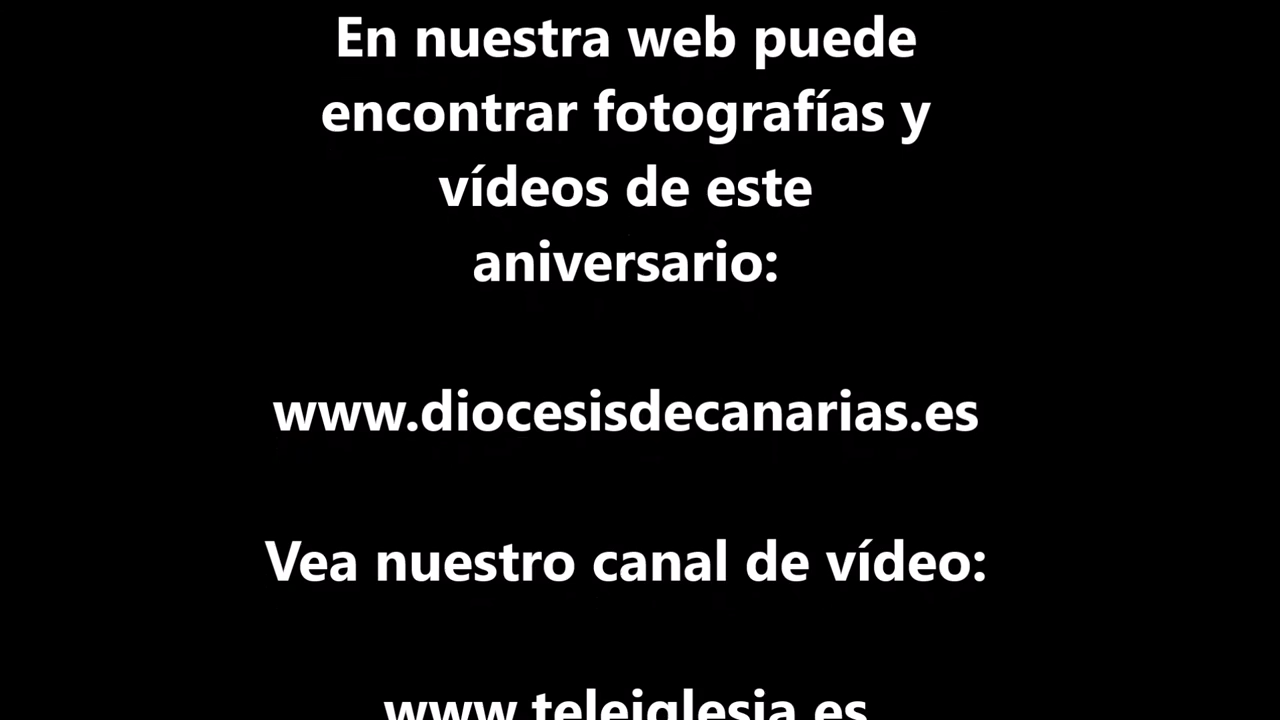 En nuestra web puede
encontrar fotografías y
vídeos de este
aniversario:
www.diocesisdecanarias.es
Vea nuestro canal de vídeo:
www.teleiglesia.es